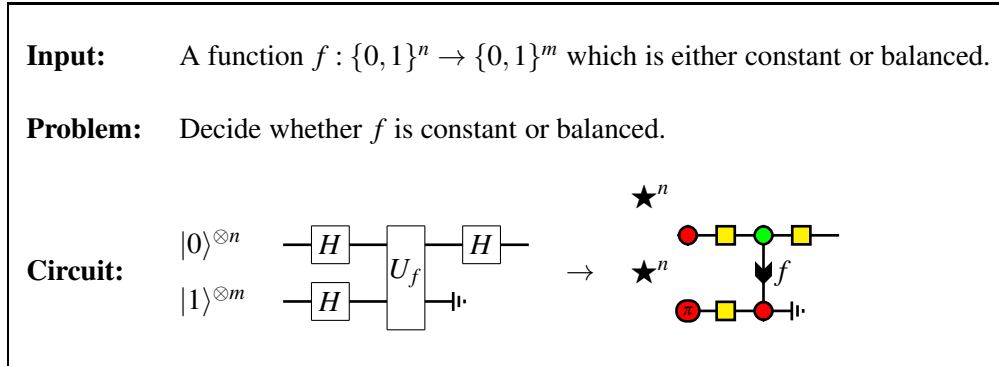 Input: A function f : {0, 1}ⁿ → {0, 1}ᵐ which is either constant or balanced.
Problem: Decide whether f is constant or balanced.
★ⁿ
|0⟩⊗ⁿ H H
Circuit: U_f → ★ⁿ f
|1⟩⊗ᵐ H π